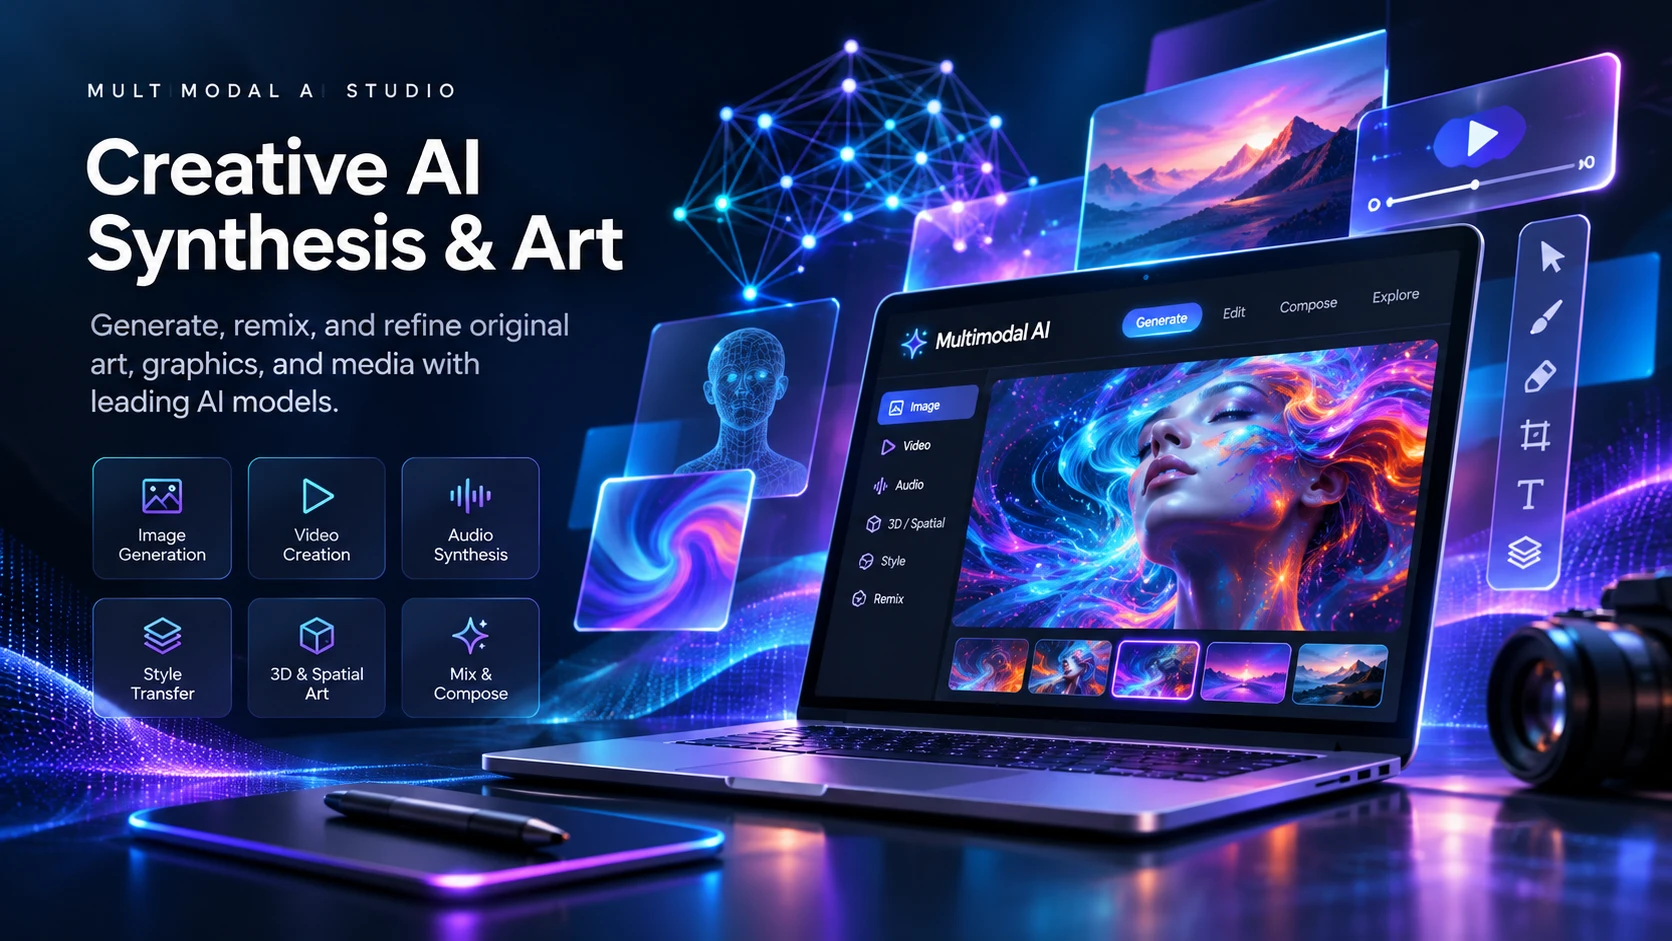 MULTIMODAL AI STUDIO
Creative AI
Synthesis & Art
Generate, remix, and refine original
art, graphics, and media with
leading AI models.
Image
Generation
Video
Creation
Audio
Synthesis
Style
Transfer
3D & Spatial
Art
Mix &
Compose
Multimodal AI
Generate
Edit
Compose
Explore
Image
Video
Audio
3D / Spatial
Style
Remix
T